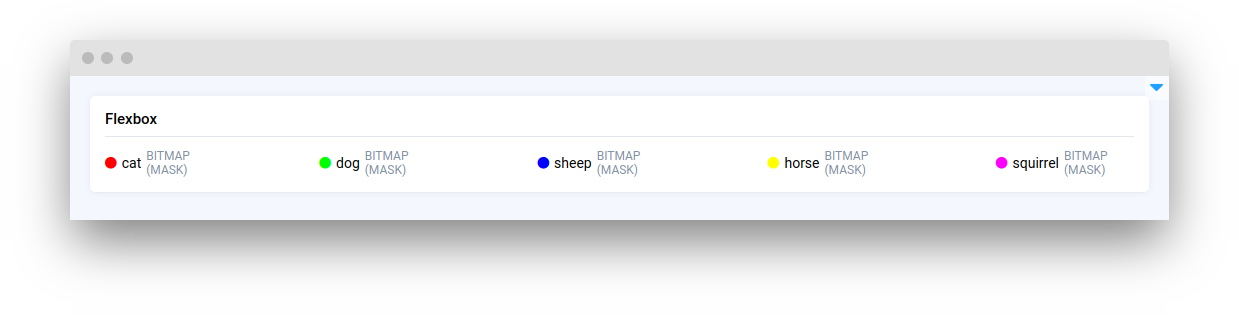 Flexbox
cat BITMAP (MASK)
dog BITMAP (MASK)
sheep BITMAP (MASK)
horse BITMAP (MASK)
squirrel BITMAP (MASK)